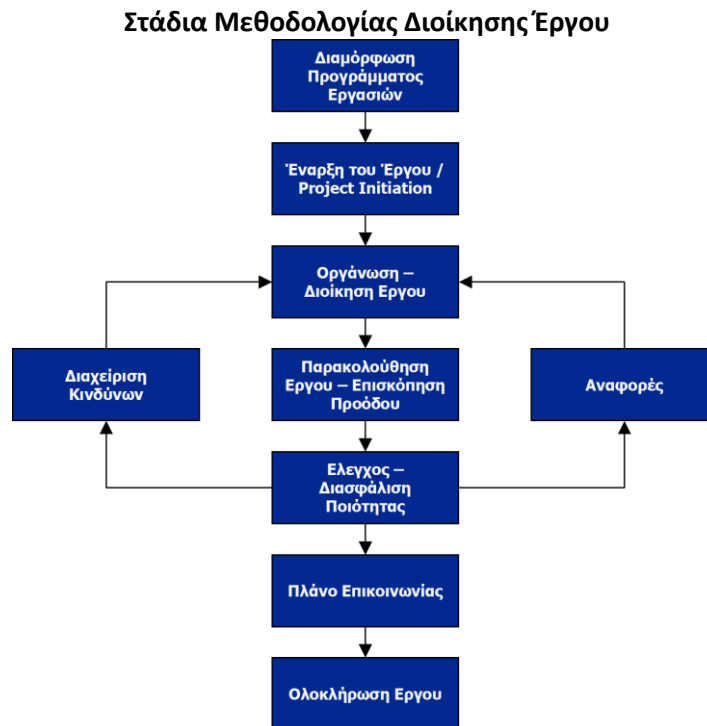 Στάδια Μεθοδολογίας Διοίκησης Έργου
Διαμόρφωση
Προγράμματος
Εργασιών
Έναρξη του Έργου /
Project Initiation
Οργάνωση –
Διοίκηση Εργου
Διαχείριση
Κινδύνων
Παρακολούθηση
Εργου – Επισκόπηση
Προόδου
Αναφορές
Ελεγχος –
Διασφάλιση
Ποιότητας
Πλάνο Επικοινωνίας
Ολοκλήρωση Εργου